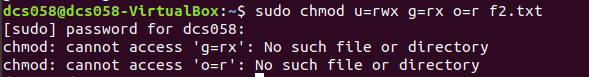 dcs058@dcs058-VirtualBox:~$ sudo chmod u=rwx g=rx o=r f2.txt
[sudo] password for dcs058:
chmod: cannot access 'g=rx': No such file or directory
chmod: cannot access 'o=r': No such file or directory